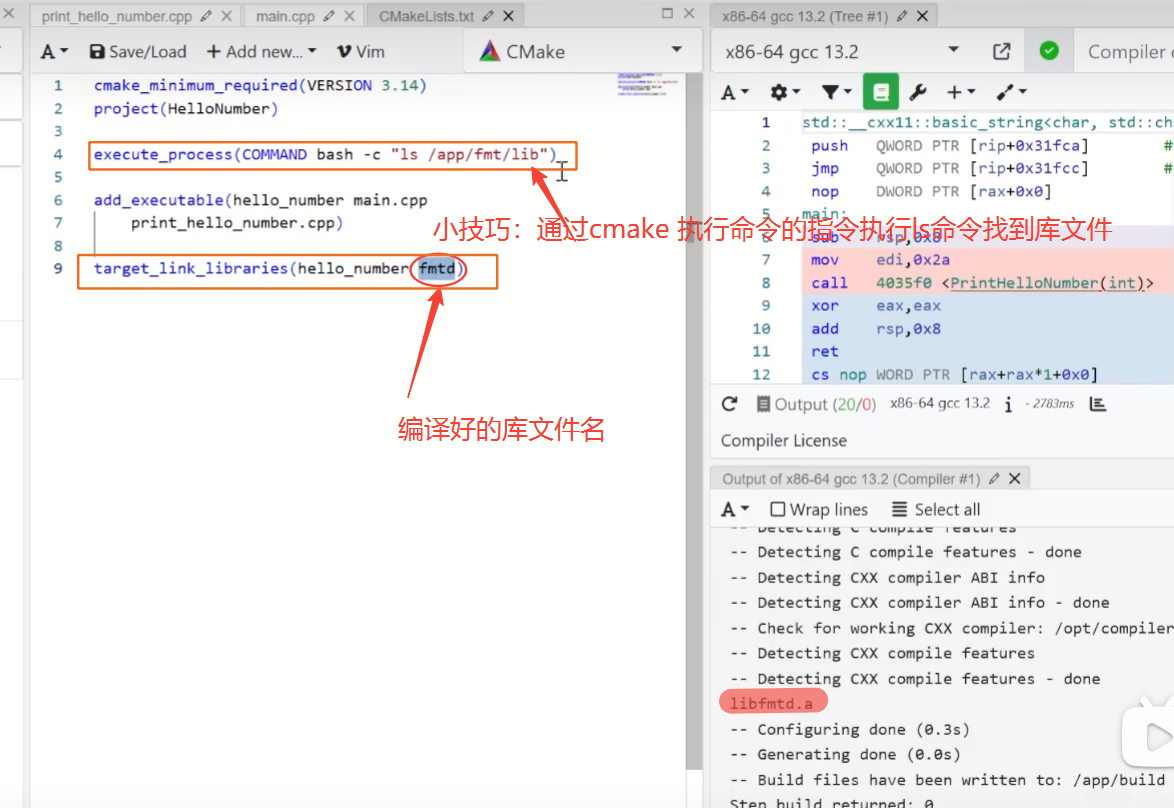 print_hello_number.cpp
main.cpp
CMakeLists.txt
A
Save/Load
Add new...
Vim
CMake
1 cmake_minimum_required(VERSION 3.14)
2 project(HelloNumber)
3
4 execute_process(COMMAND bash -c "ls /app/fmt/lib")
5
6 add_executable(hello_number main.cpp
7 print_hello_number.cpp)
8
9 target_link_libraries(hello_number fmtd)
小技巧：通过cmake 执行命令的指令执行ls命令找到库文件
编译好的库文件名
x86-64 gcc 13.2 (Tree #1)
x86-64 gcc 13.2
Compiler
A
1 std::__cxx11::basic_string<char, std::ch
2 push QWORD PTR [rip+0x31fca] #
3 jmp QWORD PTR [rip+0x31fcc] #
4 nop DWORD PTR [rax+0x0]
5 main:
6 sub rsp,0x8
7 mov edi,0x2a
8 call 4035f0 <PrintHelloNumber(int)>
9 xor eax,eax
10 add rsp,0x8
11 ret
12 cs nop WORD PTR [rax+rax*1+0x0]
Output (20/0) x86-64 gcc 13.2 i - 2783ms
Compiler License
Output of x86-64 gcc 13.2 (Compiler #1)
A
Wrap lines
Select all
-- Detecting C compile features
-- Detecting C compile features - done
-- Detecting CXX compiler ABI info
-- Detecting CXX compiler ABI info - done
-- Check for working CXX compiler: /opt/compiler
-- Detecting CXX compile features
-- Detecting CXX compile features - done
libfmtd.a
-- Configuring done (0.3s)
-- Generating done (0.0s)
-- Build files have been written to: /app/build
Step build returned: 0